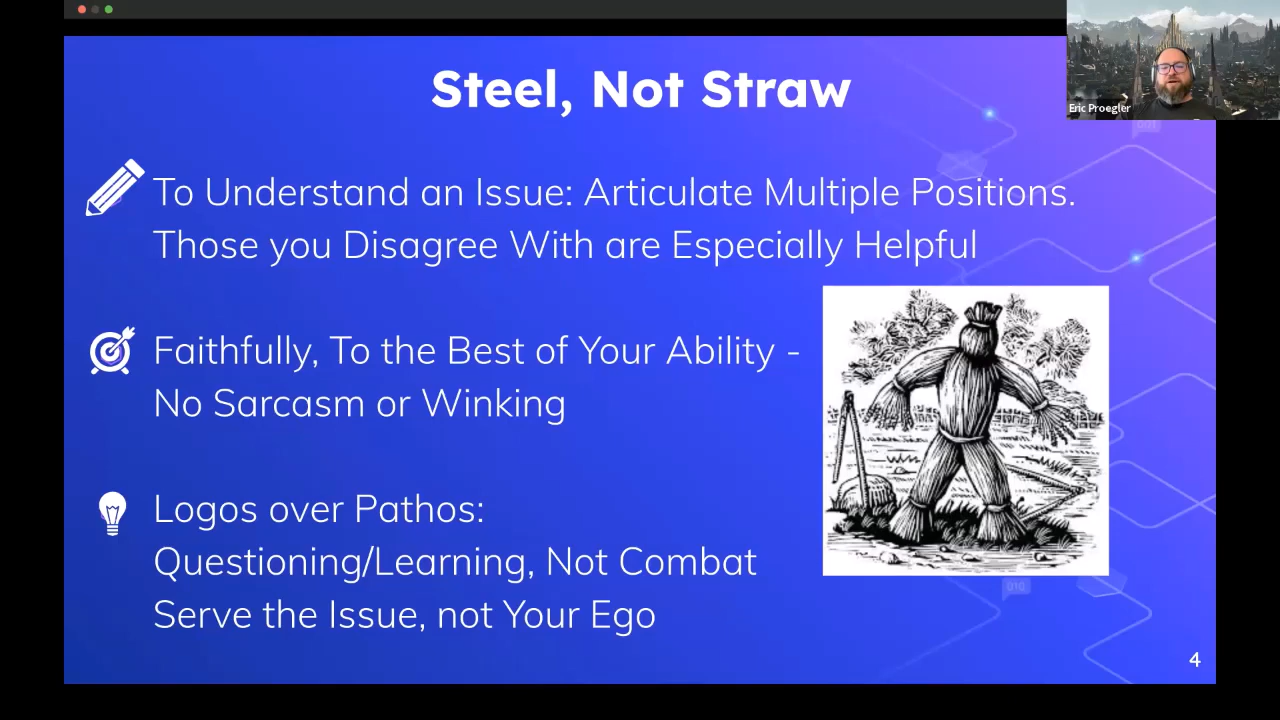 Steel, Not Straw
Eric Proegler
To Understand an Issue: Articulate Multiple Positions.
Those you Disagree With are Especially Helpful
Faithfully, To the Best of Your Ability -
No Sarcasm or Winking
Logos over Pathos:
Questioning/Learning, Not Combat
Serve the Issue, not Your Ego
010
4